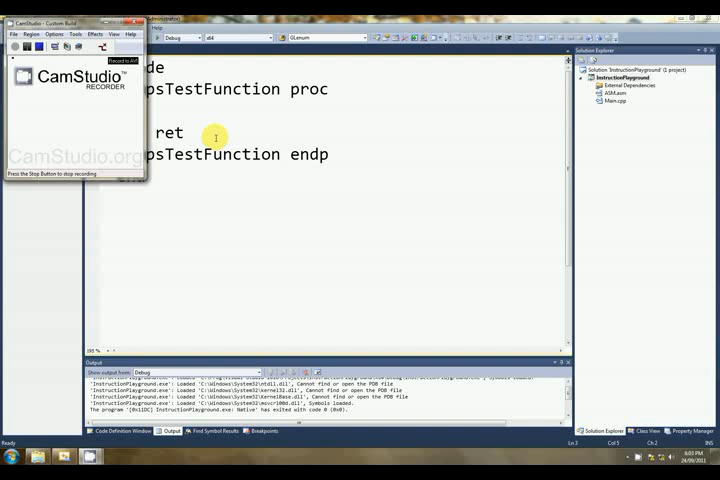 CamStudio - Custom Build
File Region Options Tools Effects View Help
Record to AVI
CamStudio™
RECORDER
CamStudio.org
Press the Stop Button to stop recording
Administrator)
Help
Debug
x64
GLenum
de
psTestFunction proc
ret
psTestFunction endp
195 %
Output
Show output from: Debug
'InstructionPlayground.exe': Loaded 'C:\Windows\System32\ntdll.dll', Cannot find or open the PDB file
'InstructionPlayground.exe': Loaded 'C:\Windows\System32\kernel32.dll', Cannot find or open the PDB file
'InstructionPlayground.exe': Loaded 'C:\Windows\System32\KernelBase.dll', Cannot find or open the PDB file
'InstructionPlayground.exe': Loaded 'C:\Windows\System32\msvcr100d.dll', Symbols loaded.
The program '[0x11DC] InstructionPlayground.exe: Native' has exited with code 0 (0x0).
Code Definition Window
Output
Find Symbol Results
Breakpoints
Solution Explorer
Solution 'InstructionPlayground' (1 project)
InstructionPlayground
External Dependencies
ASM.asm
Main.cpp
Solution Explorer
Class View
Property Manager
Ln 3 Col 5 Ch 2 INS
8:03 PM
24/09/2011